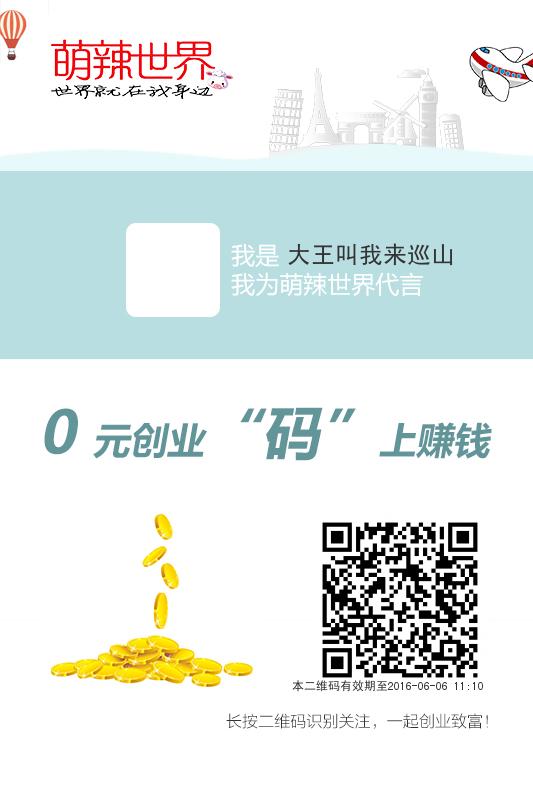 萌辣世界
世界就在我身边
我是 大王叫我来巡山
我为萌辣世界代言
0 元创业 “码” 上赚钱
本二维码有效期至2016-06-06 11:10
长按二维码识别关注，一起创业致富！